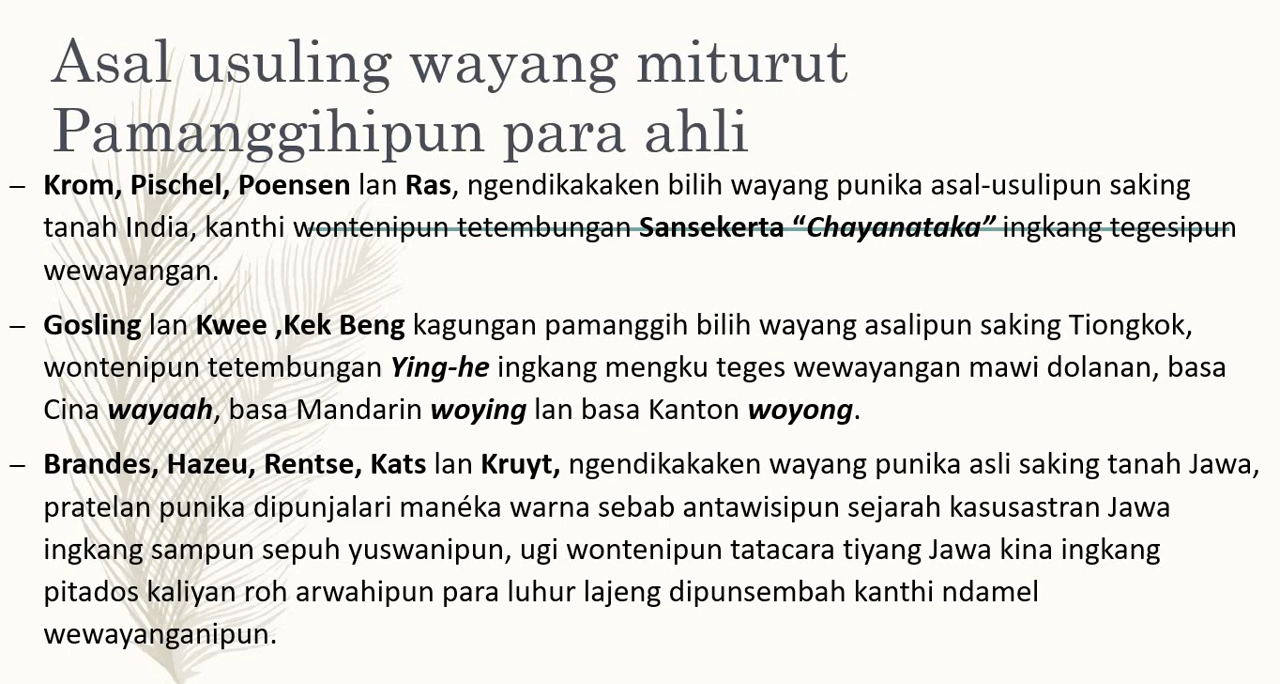 Asal usuling wayang miturut
Pamanggihipun para ahli
– Krom, Pischel, Poensen lan Ras, ngendikakaken bilih wayang punika asal-usulipun saking
tanah India, kanthi wontenipun tetembungan Sansekerta “Chayanataka” ingkang tegesipun
wewayangan.
– Gosling lan Kwee ,Kek Beng kagungan pamanggih bilih wayang asalipun saking Tiongkok,
wontenipun tetembungan Ying-he ingkang mengku teges wewayangan mawi dolanan, basa
Cina wayaah, basa Mandarin woying lan basa Kanton woyong.
– Brandes, Hazeu, Rentse, Kats lan Kruyt, ngendikakaken wayang punika asli saking tanah Jawa,
pratelan punika dipunjalari manéka warna sebab antawisipun sejarah kasusastran Jawa
ingkang sampun sepuh yuswanipun, ugi wontenipun tatacara tiyang Jawa kina ingkang
pitados kaliyan roh arwahipun para luhur lajeng dipunsembah kanthi ndamel
wewayanganipun.